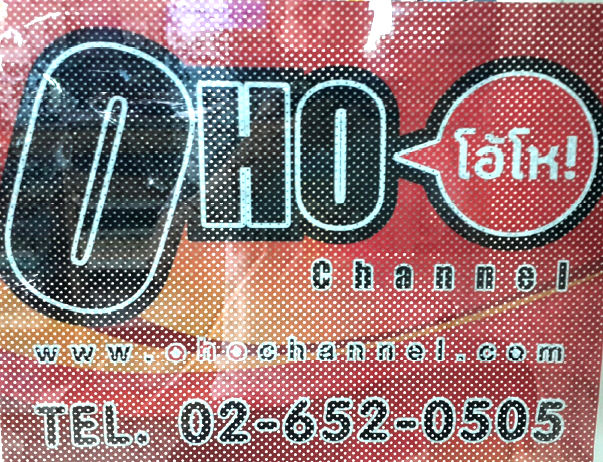 OHO
โอ้โห!
Channel
www.ohochannel.com
TEL. 02-652-0505